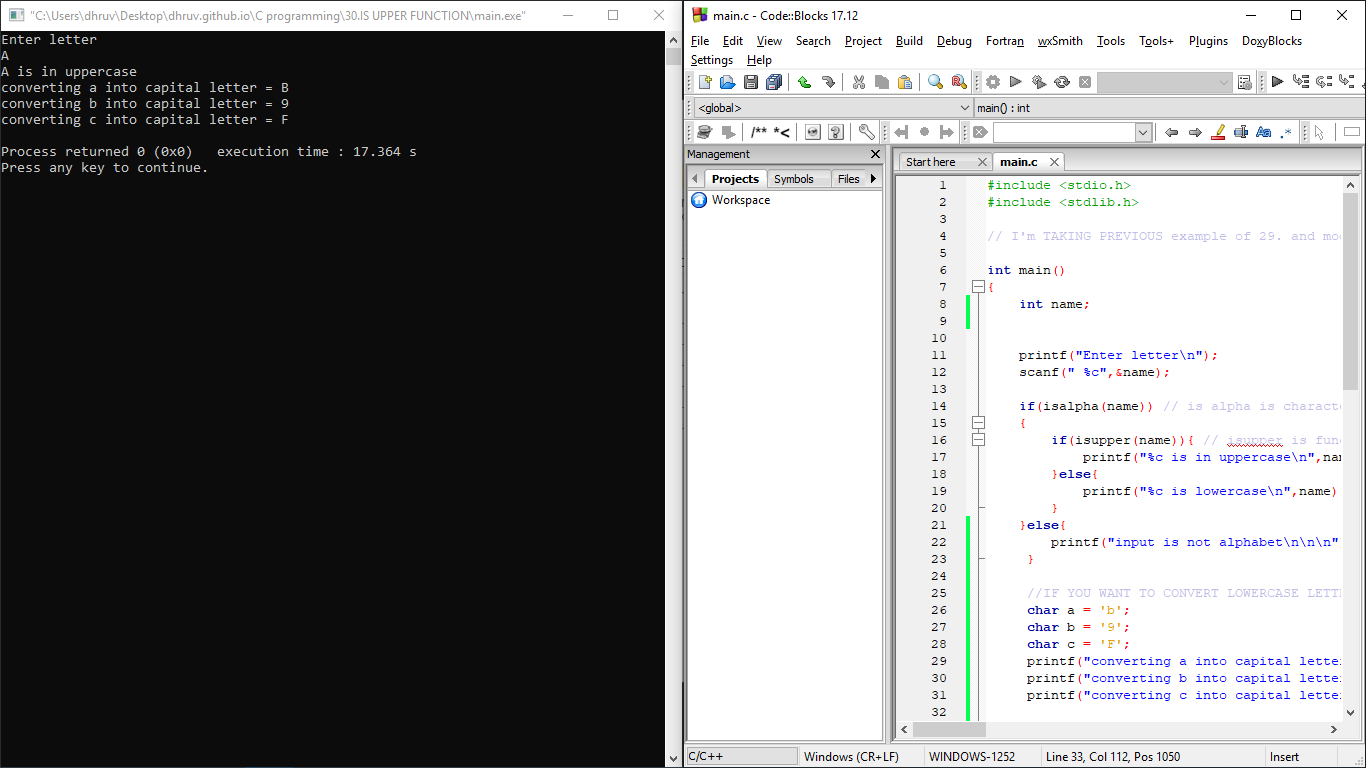 "C:\Users\dhruv\Desktop\dhruv.github.io\C programming\30.IS UPPER FUNCTION\main.exe"
Enter letter
A
A is in uppercase
converting a into capital letter = B
converting b into capital letter = 9
converting c into capital letter = F
Process returned 0 (0x0)   execution time : 17.364 s
Press any key to continue.
main.c - Code::Blocks 17.12
File Edit View Search Project Build Debug Fortran wxSmith Tools Tools+ Plugins DoxyBlocks
Settings Help
<global> main() : int
/** *<
Aa .*
Management
Projects Symbols Files
Workspace
Start here main.c
1 #include <stdio.h>
2 #include <stdlib.h>
3
4 // I'm TAKING PREVIOUS example of 29. and mo
5
6 int main()
7 {
8 int name;
9
10
11 printf("Enter letter\n");
12 scanf(" %c",&name);
13
14 if(isalpha(name)) // is alpha is charact
15 {
16 if(isupper(name)){ // isupper is fun
17 printf("%c is in uppercase\n",na
18 }else{
19 printf("%c is lowercase\n",name)
20 }
21 }else{
22 printf("input is not alphabet\n\n\n"
23 }
24
25 //IF YOU WANT TO CONVERT LOWERCASE LETT
26 char a = 'b';
27 char b = '9';
28 char c = 'F';
29 printf("converting a into capital lette
30 printf("converting b into capital lette
31 printf("converting c into capital lette
32
C/C++ Windows (CR+LF) WINDOWS-1252 Line 33, Col 112, Pos 1050 Insert